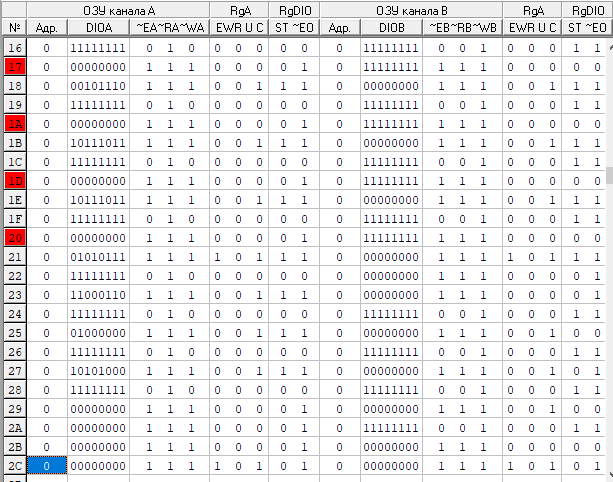 ОЗУ канала А RgA RgDIO ОЗУ канала В RgA RgDIO
№ Адр. DIOA ~EA~RA~WA EWR U C ST ~EO Адр. DIOB ~EB~RB~WB EWR U C ST ~EO
16 0 11111111 0 1 0 0 0 0 0 0 0 11111111 0 0 1 0 0 0 1 1
17 0 00000000 1 1 1 0 0 0 0 1 0 11111111 1 1 1 0 0 0 0 0
18 0 00101110 1 1 1 0 0 1 1 1 0 00000000 1 1 1 0 0 1 1 1
19 0 11111111 0 1 0 0 0 0 0 0 0 11111111 0 0 1 0 0 0 1 1
1A 0 00000000 1 1 1 0 0 0 0 1 0 00000000 1 1 1 0 0 0 0 0
1B 0 10111011 1 1 1 0 0 1 1 1 0 00000000 1 1 1 0 0 1 1 1
1C 0 11111111 0 1 0 0 0 0 0 0 0 11111111 0 0 1 0 0 0 1 1
1D 0 00000000 1 1 1 0 0 0 0 1 0 11111111 1 1 1 0 0 0 0 0
1E 0 10111011 1 1 1 0 0 1 1 1 0 00000000 1 1 1 0 0 1 1 1
1F 0 11111111 0 1 0 0 0 0 0 0 0 11111111 0 0 1 0 0 0 1 1
20 0 00000000 1 1 1 0 0 0 0 1 0 11111111 1 1 1 0 0 0 0 0
21 0 01010111 1 1 1 1 0 1 1 1 0 00000000 1 1 1 1 0 1 1 1
22 0 11111111 0 1 0 0 0 0 0 0 0 00000000 0 0 1 0 0 0 0 1
23 0 11000110 1 1 1 0 0 1 1 1 0 00000000 1 1 1 0 0 1 1 1
24 0 11111111 0 1 0 0 0 0 0 0 0 11111111 0 0 1 0 0 0 0 1
25 0 01000000 1 1 1 0 0 1 1 1 0 00000000 1 1 1 0 0 1 0 1
26 0 11111111 0 1 0 0 0 0 0 0 0 00000000 0 0 1 0 0 0 0 1
27 0 10101000 1 1 1 0 0 1 1 1 0 00000000 1 1 1 0 0 1 1 1
28 0 11111111 0 1 0 0 0 0 0 0 0 11111111 0 0 1 0 0 0 0 1
29 0 00000000 1 1 1 0 0 0 0 1 0 00000000 1 1 1 0 0 1 0 0
2A 0 00000000 1 1 1 0 0 0 0 1 0 11111111 0 0 1 0 0 0 0 1
2B 0 00000000 1 1 1 0 0 0 0 1 0 00000000 1 1 1 0 0 0 0 1
2C 0 00000000 1 1 1 1 0 1 0 1 0 00000000 1 1 1 1 0 1 0 1